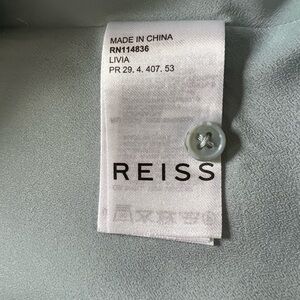 MADE IN CHINA
RN114836
LIVIA
PR 29. 4. 407. 53
REISS